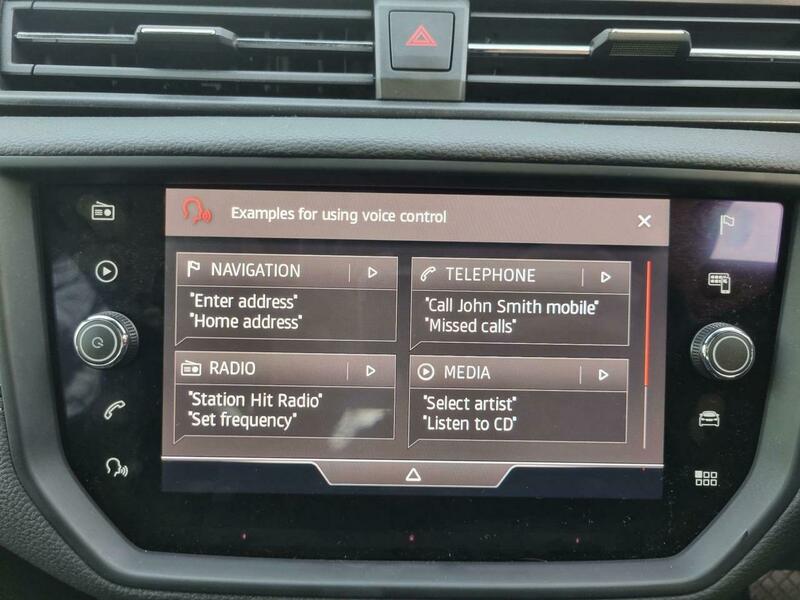 Examples for using voice control
NAVIGATION
"Enter address"
"Home address"
TELEPHONE
"Call John Smith mobile"
"Missed calls"
RADIO
"Station Hit Radio"
"Set frequency"
MEDIA
"Select artist"
"Listen to CD"